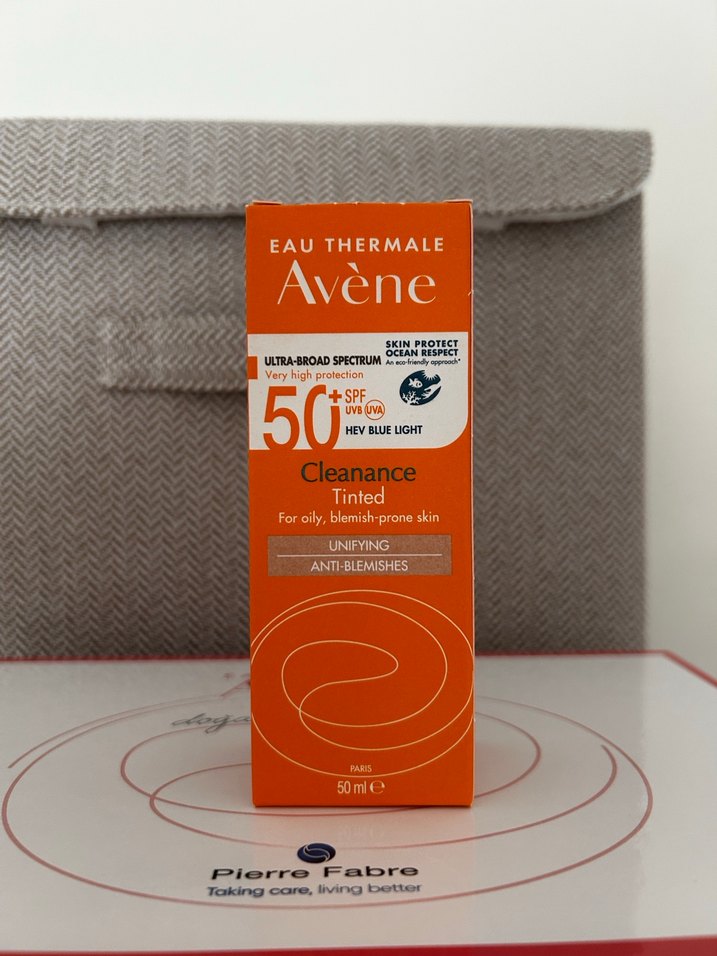 EAU THERMALE
Avène
ULTRA-BROAD SPECTRUM
Very high protection
50+ SPF
UVB UVA
HEV BLUE LIGHT
SKIN PROTECT
OCEAN RESPECT
An eco-friendly approach*
Cleanance
Tinted
For oily, blemish-prone skin
UNIFYING
ANTI-BLEMISHES
PARIS
50 ml ℮
Pierre Fabre
Taking care, living better